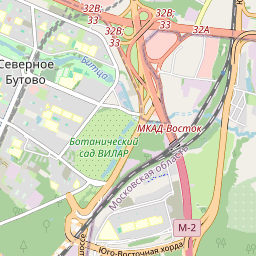 32В;
33
32В;
33
32А
32В;
33
Битца
Северное
Бутово
МКАД-Восток
Ботанический
сад ВИЛАР
Московская область
М-2
шоссе
Юго-Восточная хорда